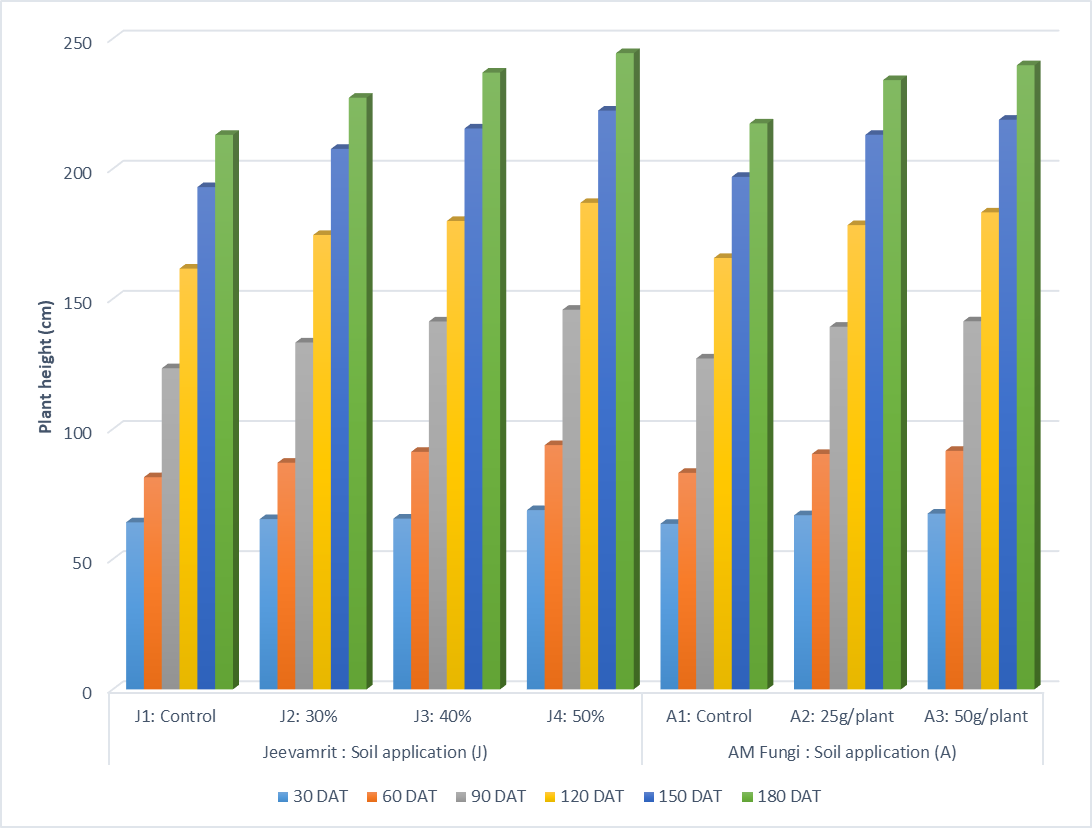 250
200
150
100
50
0
Plant height (cm)
J1: Control J2: 30% J3: 40% J4: 50% A1: Control A2: 25g/plant A3: 50g/plant
Jeevamrit : Soil application (J) AM Fungi : Soil application (A)
30 DAT 60 DAT 90 DAT 120 DAT 150 DAT 180 DAT